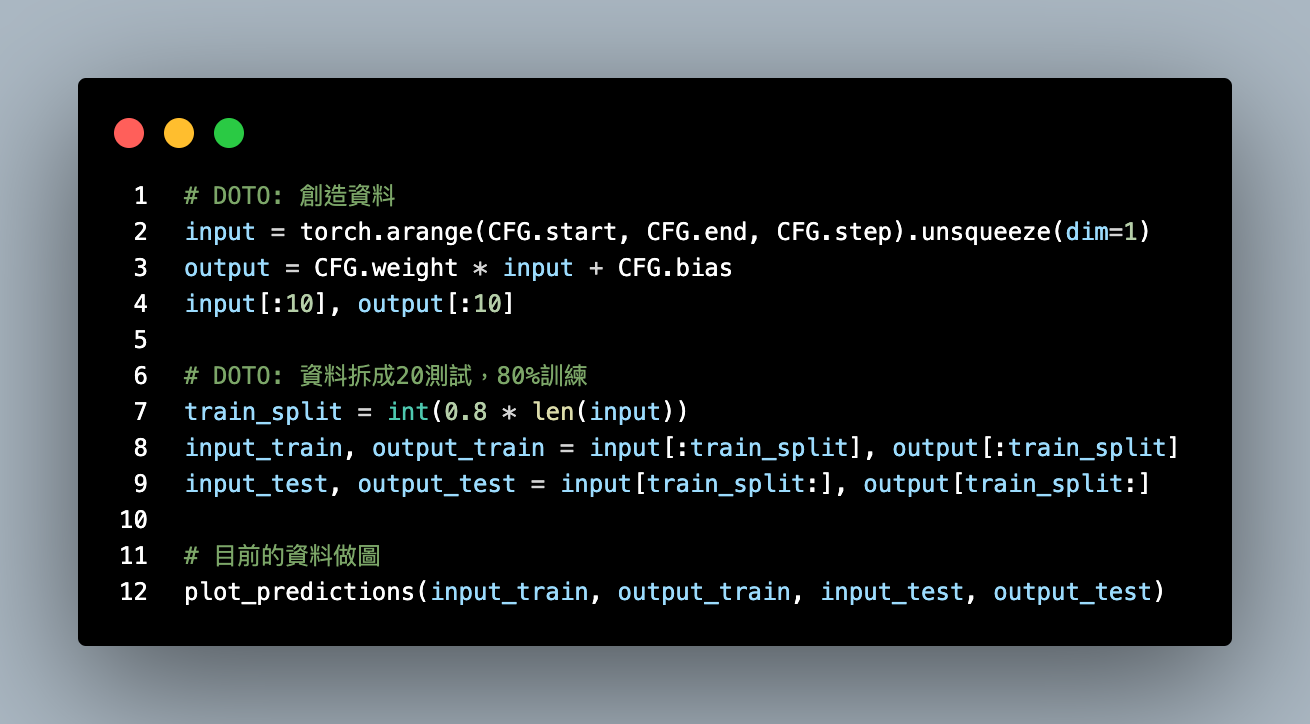 1 # DOTO: 創造資料
2 input = torch.arange(CFG.start, CFG.end, CFG.step).unsqueeze(dim=1)
3 output = CFG.weight * input + CFG.bias
4 input[:10], output[:10]
5
6 # DOTO: 資料拆成20測試，80%訓練
7 train_split = int(0.8 * len(input))
8 input_train, output_train = input[:train_split], output[:train_split]
9 input_test, output_test = input[train_split:], output[train_split:]
10
11 # 目前的資料做圖
12 plot_predictions(input_train, output_train, input_test, output_test)